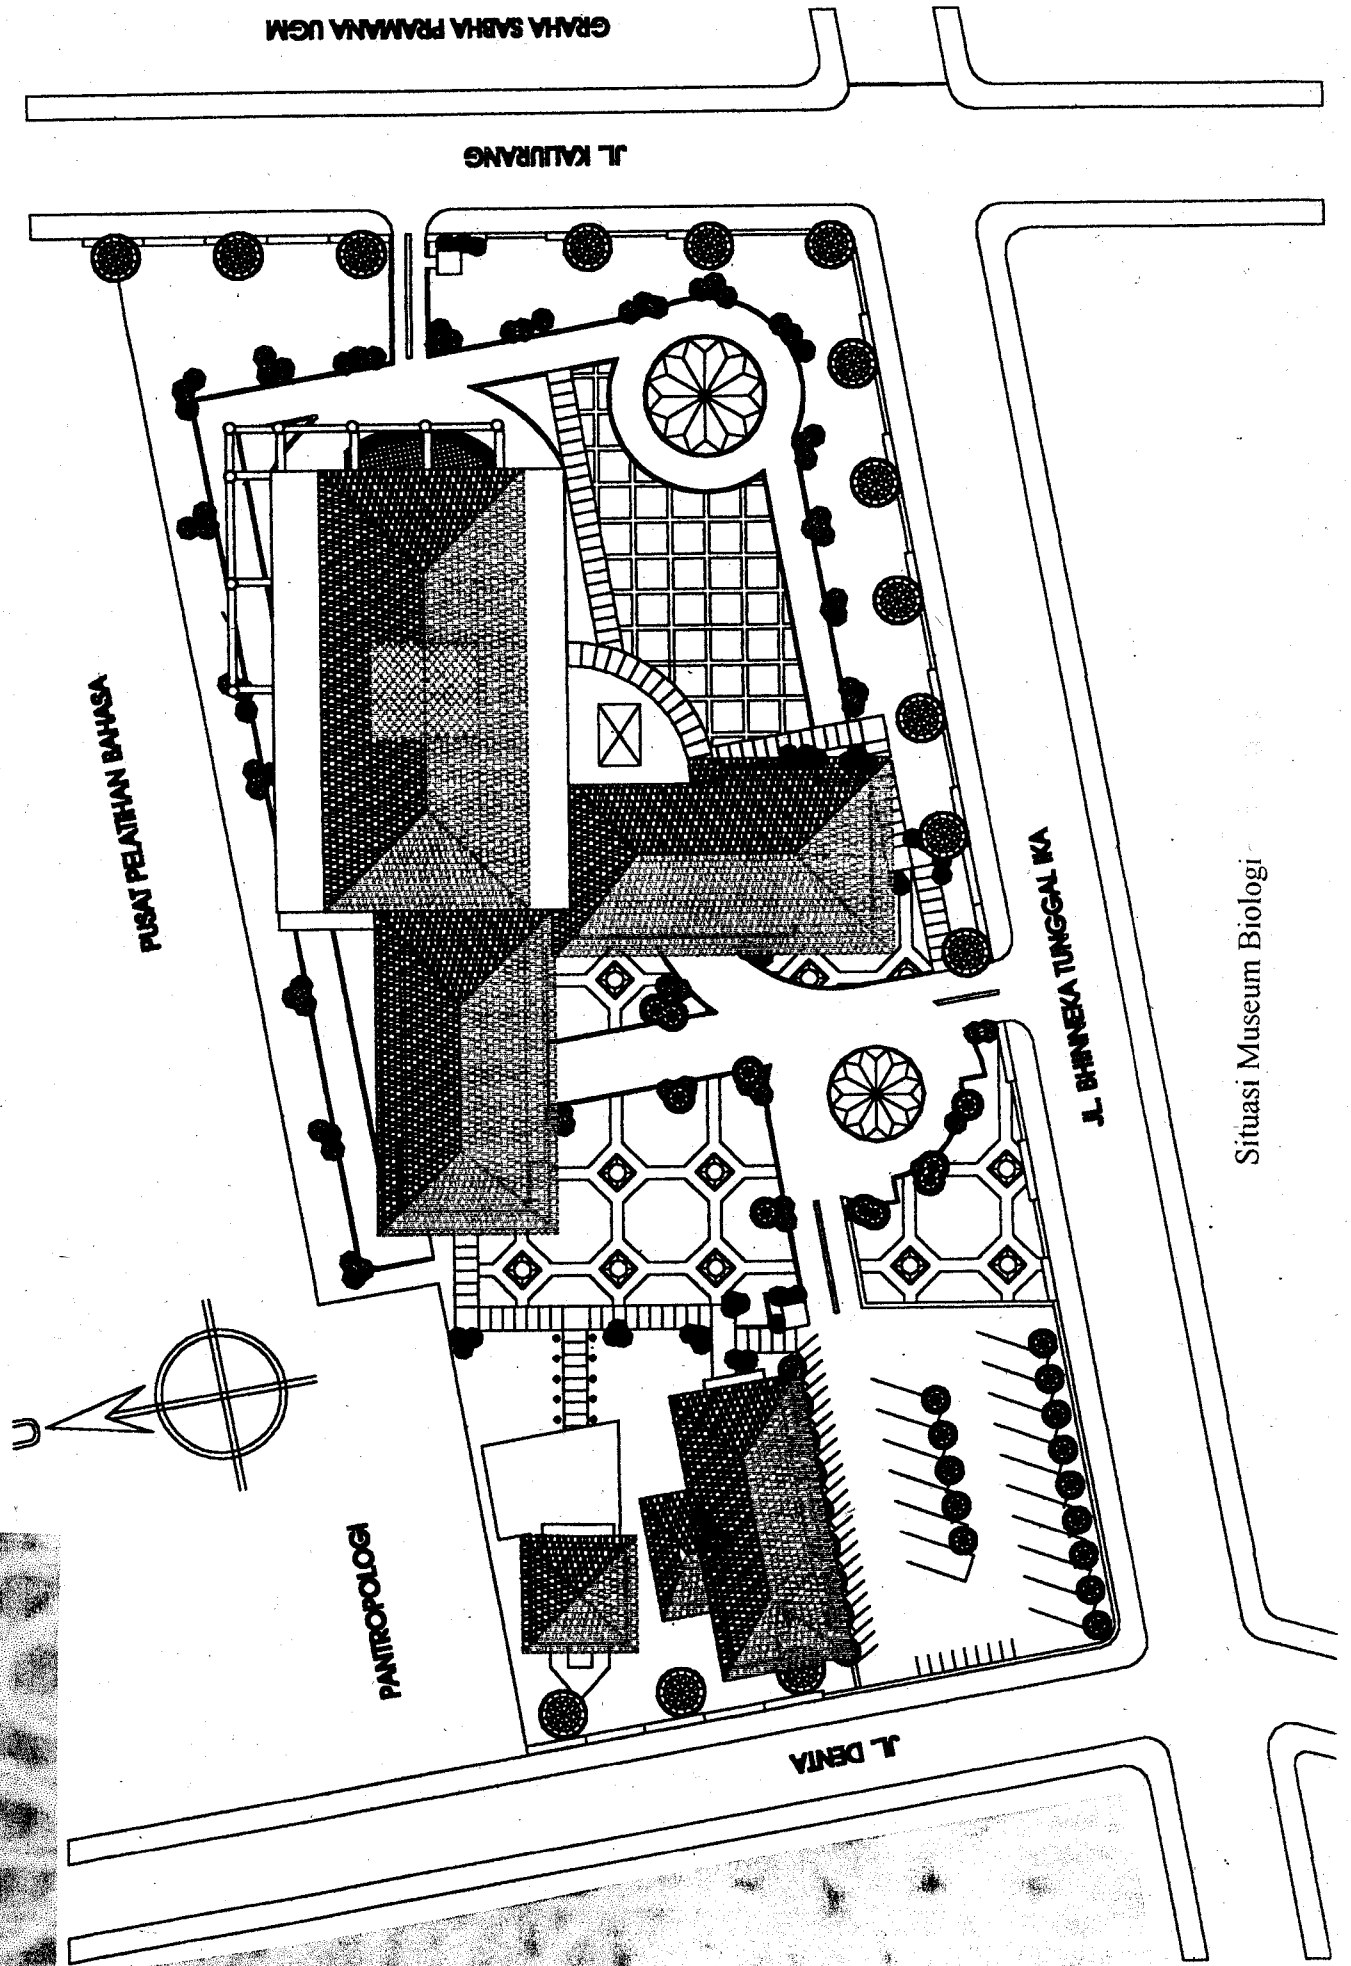 GRAHA SABHA PRAMANA UGM
JL. KALIURANG
PUSAT PELATIHAN BAHASA
JL. BHINNEKA TUNGGAL IKA
Situasi Museum Biologi
U
PANTROPOLOGI
JL. DENTA